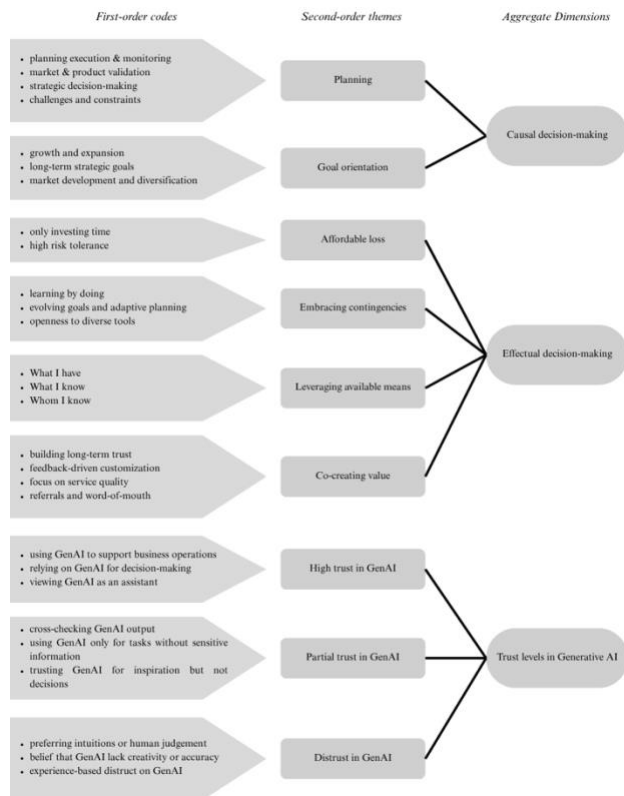 First-order codes
Second-order themes
Aggregate Dimensions
• planning execution & monitoring
• market & product validation
• strategic decision-making
• challenges and constraints
Planning
Causal decision-making
• growth and expansion
• long-term strategic goals
• market development and diversification
Goal orientation
• only investing time
• high risk tolerance
Affordable loss
• learning by doing
• evolving goals and adaptive planning
• openness to diverse tools
Embracing contingencies
Effectual decision-making
• What I have
• What I know
• Whom I know
Leveraging available means
• building long-term trust
• feedback-driven customization
• focus on service quality
• referrals and word-of-mouth
Co-creating value
• using GenAI to support business operations
• relying on GenAI for decision-making
• viewing GenAI as an assistant
High trust in GenAI
• cross-checking GenAI output
• using GenAI only for tasks without sensitive
information
• trusting GenAI for inspiration but not
decisions
Partial trust in GenAI
Trust levels in Generative AI
• preferring intuitions or human judgement
• belief that GenAI lack creativity or accuracy
• experience-based distruct on GenAI
Distrust in GenAI